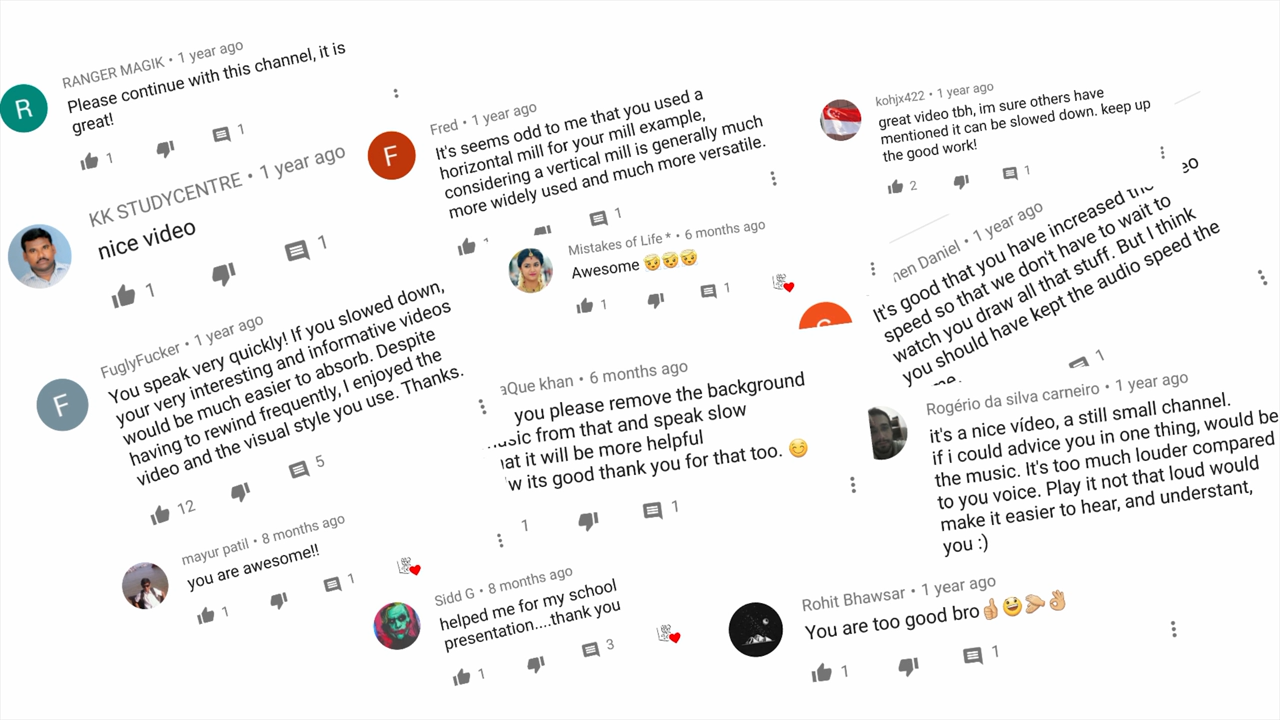 RANGER MAGIK • 1 year ago
Please continue with this channel, it is
great!
1
1
R
KK STUDYCENTRE • 1 year ago
nice video
1
1
FuglyFucker • 1 year ago
You speak very quickly! If you slowed down,
your very interesting and informative videos
would be much easier to absorb. Despite
having to rewind frequently, I enjoyed the
video and the visual style you use. Thanks.
12
5
F
mayur patil • 8 months ago
you are awesome!!
1
1
Fred • 1 year ago
It's seems odd to me that you used a
horizontal mill for your mill example,
considering a vertical mill is generally much
more widely used and much more versatile.
1
F
Mistakes of Life * • 6 months ago
Awesome 😇😇😇
1
1
khan • 6 months ago
you please remove the background
from that and speak slow
it will be more helpful
its good thank you for that too. 😊
1
1
Sidd G • 8 months ago
helped me for my school
presentation....thank you
1
3
kohjx422 • 1 year ago
great video tbh, im sure others have
mentioned it can be slowed down. keep up
the good work!
2
1
Daniel • 1 year ago
It's good that you have increased
speed so that we don't have to wait to
watch you draw all that stuff. But I think
you should have kept the audio speed the
1
Rogério da silva carneiro • 1 year ago
it's a nice vídeo, a still small channel.
if i could advice you in one thing, would be
the music. It's too much louder compared
to you voice. Play it not that loud would
make it easier to hear, and understant,
you :)
Rohit Bhawsar • 1 year ago
You are too good bro👍😃🫴👌
1
1